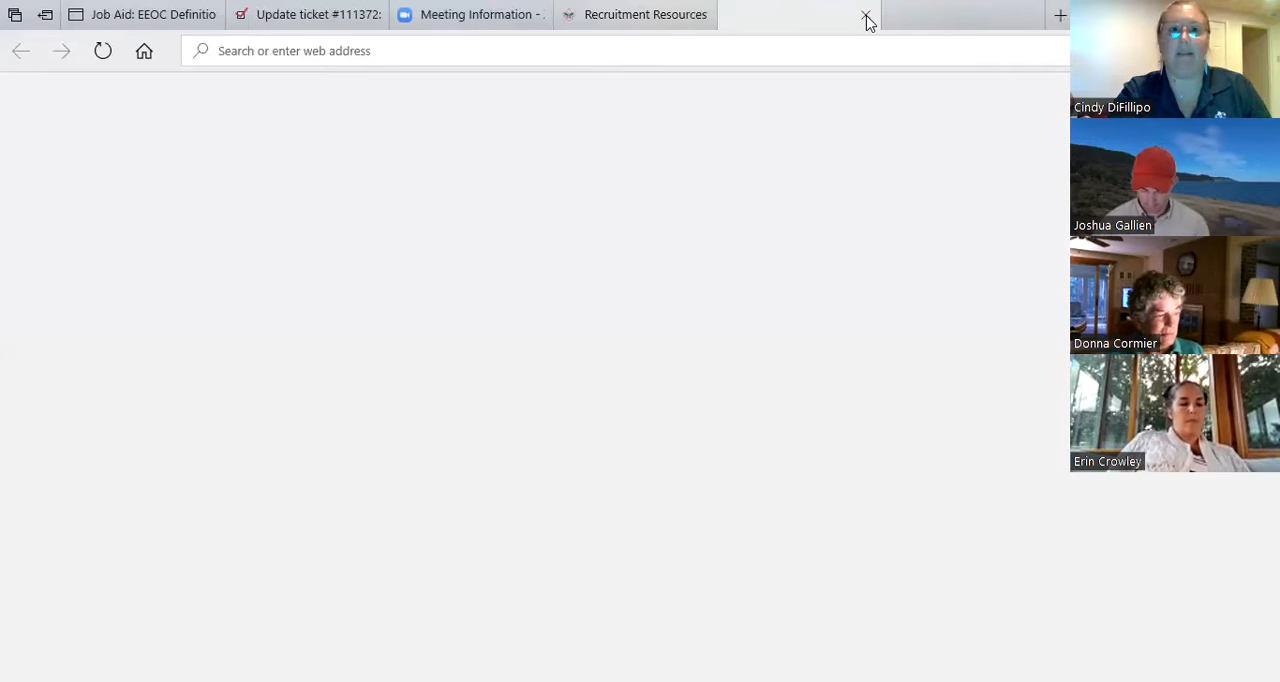 Job Aid: EEOC Definitio
Update ticket #111372:
Meeting Information -
Recruitment Resources
Search or enter web address
Cindy DiFillipo
Joshua Gallien
Donna Cormier
Erin Crowley